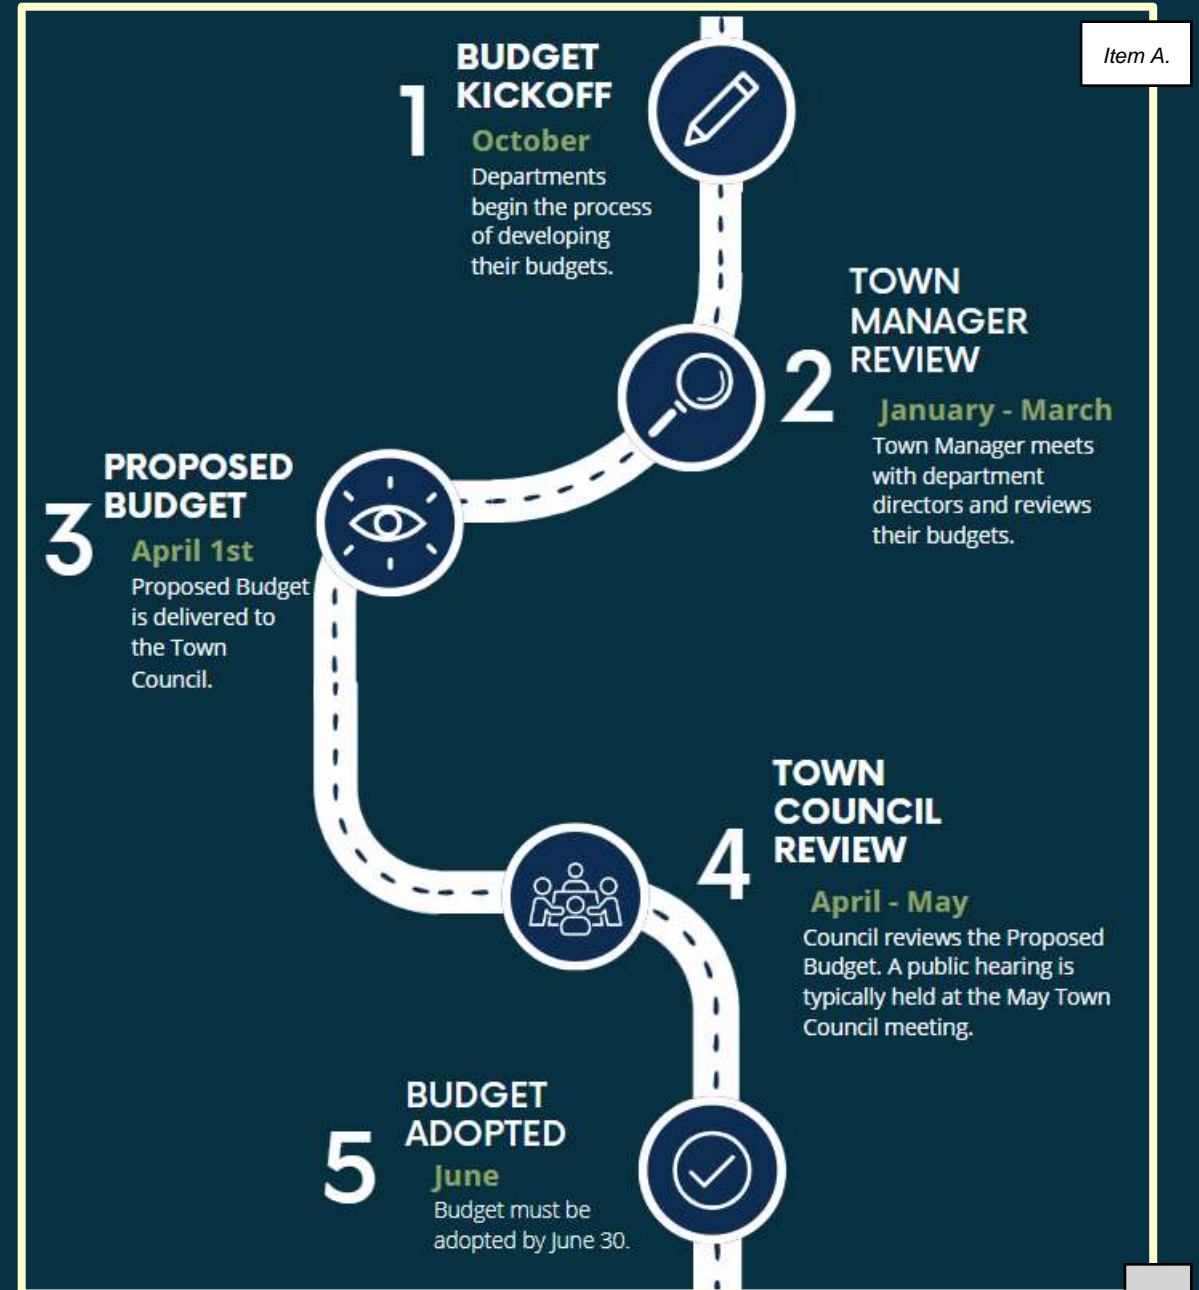 Item A.
1
BUDGET
KICKOFF
October
Departments
begin the process
of developing
their budgets.
2
TOWN
MANAGER
REVIEW
January - March
Town Manager meets
with department
directors and reviews
their budgets.
3
PROPOSED
BUDGET
April 1st
Proposed Budget
is delivered to
the Town
Council.
4
TOWN
COUNCIL
REVIEW
April - May
Council reviews the Proposed
Budget. A public hearing is
typically held at the May Town
Council meeting.
5
BUDGET
ADOPTED
June
Budget must be
adopted by June 30.